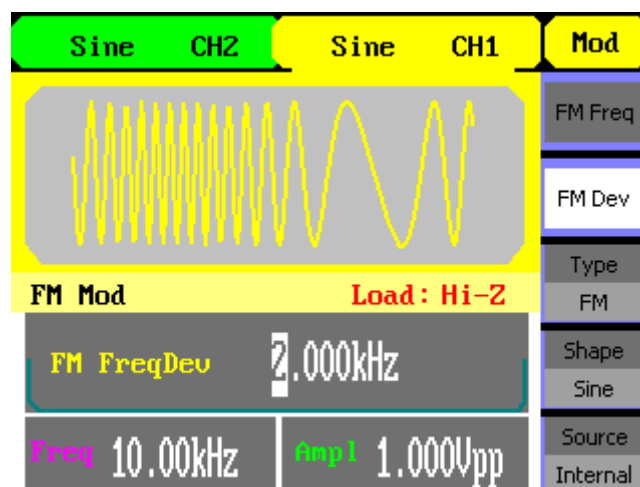 Sine CH2 Sine CH1 Mod
FM Freq
FM Dev
Type
FM
Shape
Sine
Source
Internal
FM Mod Load: Hi-Z
FM FreqDev 2.000kHz
Freq 10.00kHz Ampl 1.000Vpp